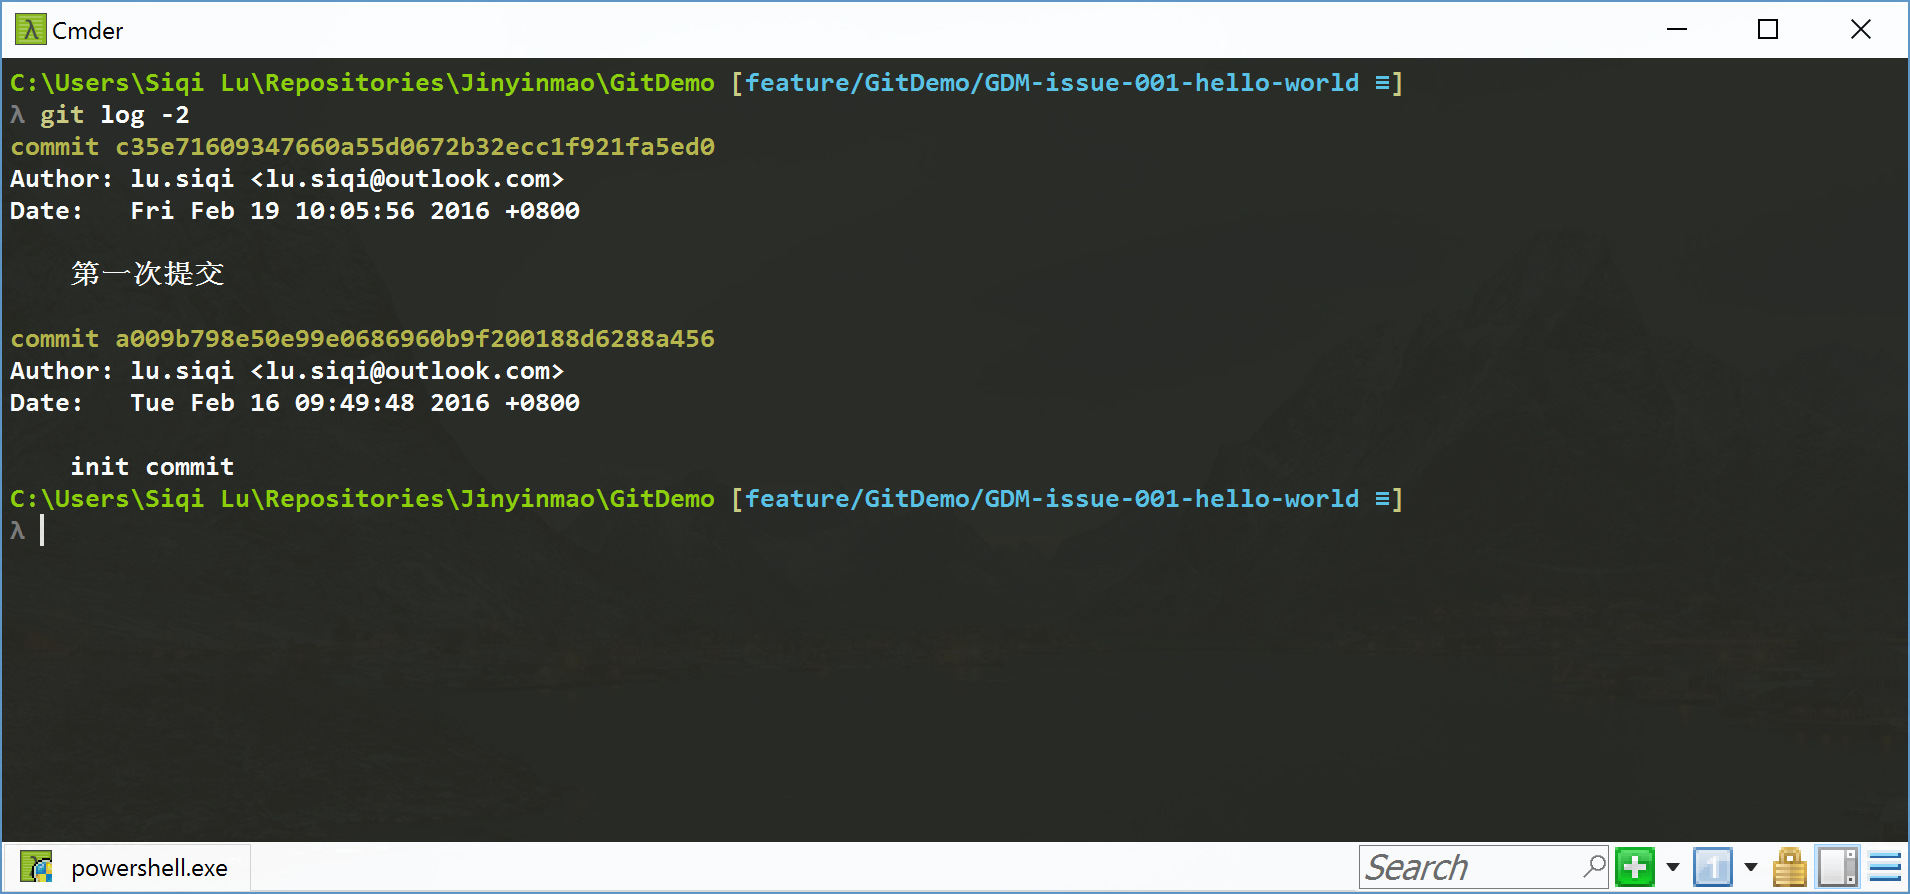 Cmder
C:\Users\Siqi Lu\Repositories\Jinyinmao\GitDemo [feature/GitDemo/GDM-issue-001-hello-world ≡]
λ git log -2
commit c35e71609347660a55d0672b32ecc1f921fa5ed0
Author: lu.siqi <lu.siqi@outlook.com>
Date:   Fri Feb 19 10:05:56 2016 +0800
第一次提交
commit a009b798e50e99e0686960b9f200188d6288a456
Author: lu.siqi <lu.siqi@outlook.com>
Date:   Tue Feb 16 09:49:48 2016 +0800
init commit
C:\Users\Siqi Lu\Repositories\Jinyinmao\GitDemo [feature/GitDemo/GDM-issue-001-hello-world ≡]
λ
powershell.exe
Search
1